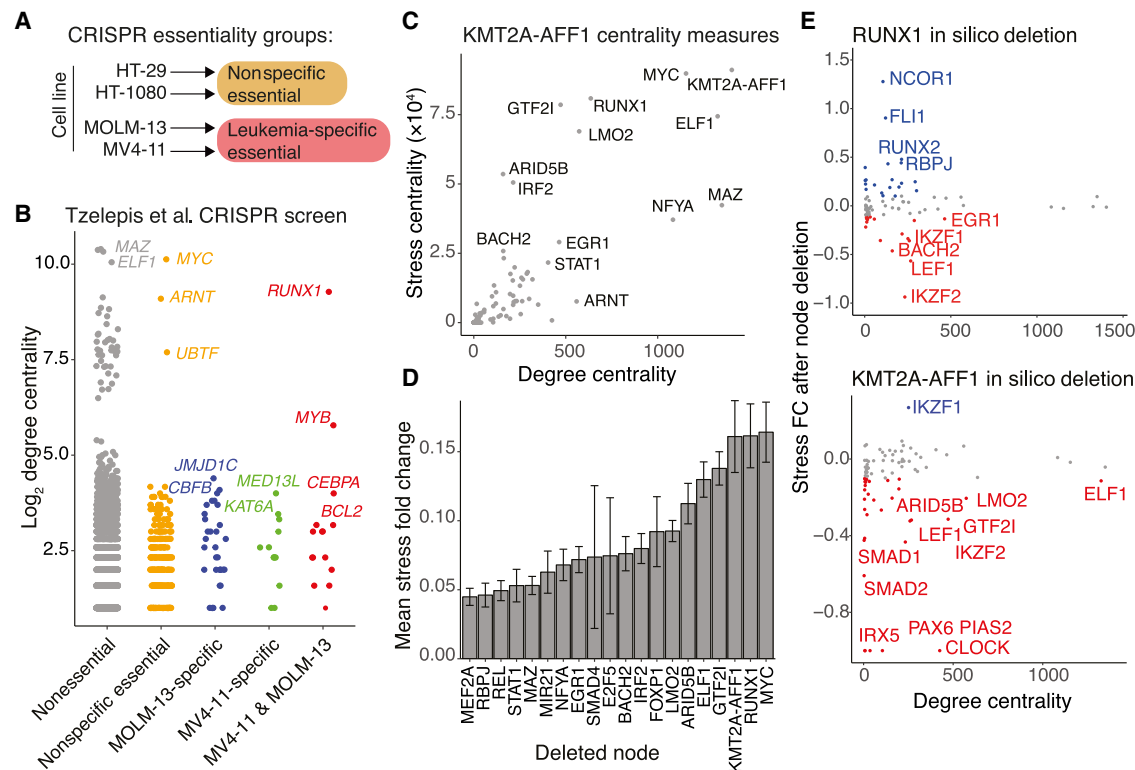 A
CRISPR essentiality groups:
Cell line
HT-29
HT-1080
Nonspecific
essential
MOLM-13
MV4-11
Leukemia-specific
essential
B
Tzelepis et al. CRISPR screen
Log2 degree centrality
10.0
7.5
5.0
2.5
MAZ
ELF1
MYC
ARNT
UBTF
RUNX1
MYB
JMJD1C
CBFB
MED13L
KAT6A
CEBPA
BCL2
Nonessential
Nonspecific essential
MOLM-13-specific
MV4-11-specific
MV4-11 & MOLM-13
C
KMT2A-AFF1 centrality measures
Stress centrality (×10⁴)
7.5
5
2.5
0
MYC
KMT2A-AFF1
GTF2I
RUNX1
LMO2
ELF1
ARID5B
IRF2
NFYA
MAZ
BACH2
EGR1
STAT1
ARNT
0
500
1000
Degree centrality
D
Mean stress fold change
0.15
0.10
0.05
0.00
MEF2A
RBPJ
REL
STAT1
MAZ
MIR21
NFYA
EGR1
SMAD4
E2F5
BACH2
IRF2
FOXP1
LMO2
ARID5B
ELF1
GTF2I
KMT2A-AFF1
RUNX1
MYC
Deleted node
E
RUNX1 in silico deletion
Stress FC after node deletion
1.5
1.0
0.5
0.0
−0.5
−1.0
NCOR1
FLI1
RUNX2
RBPJ
EGR1
IKZF1
BACH2
LEF1
IKZF2
0
500
1000
1500
KMT2A-AFF1 in silico deletion
0.0
−0.4
−0.8
IKZF1
ELF1
ARID5B
LMO2
LEF1
GTF2I
IKZF2
SMAD1
SMAD2
IRX5
PAX6
PIAS2
CLOCK
0
500
1000
Degree centrality